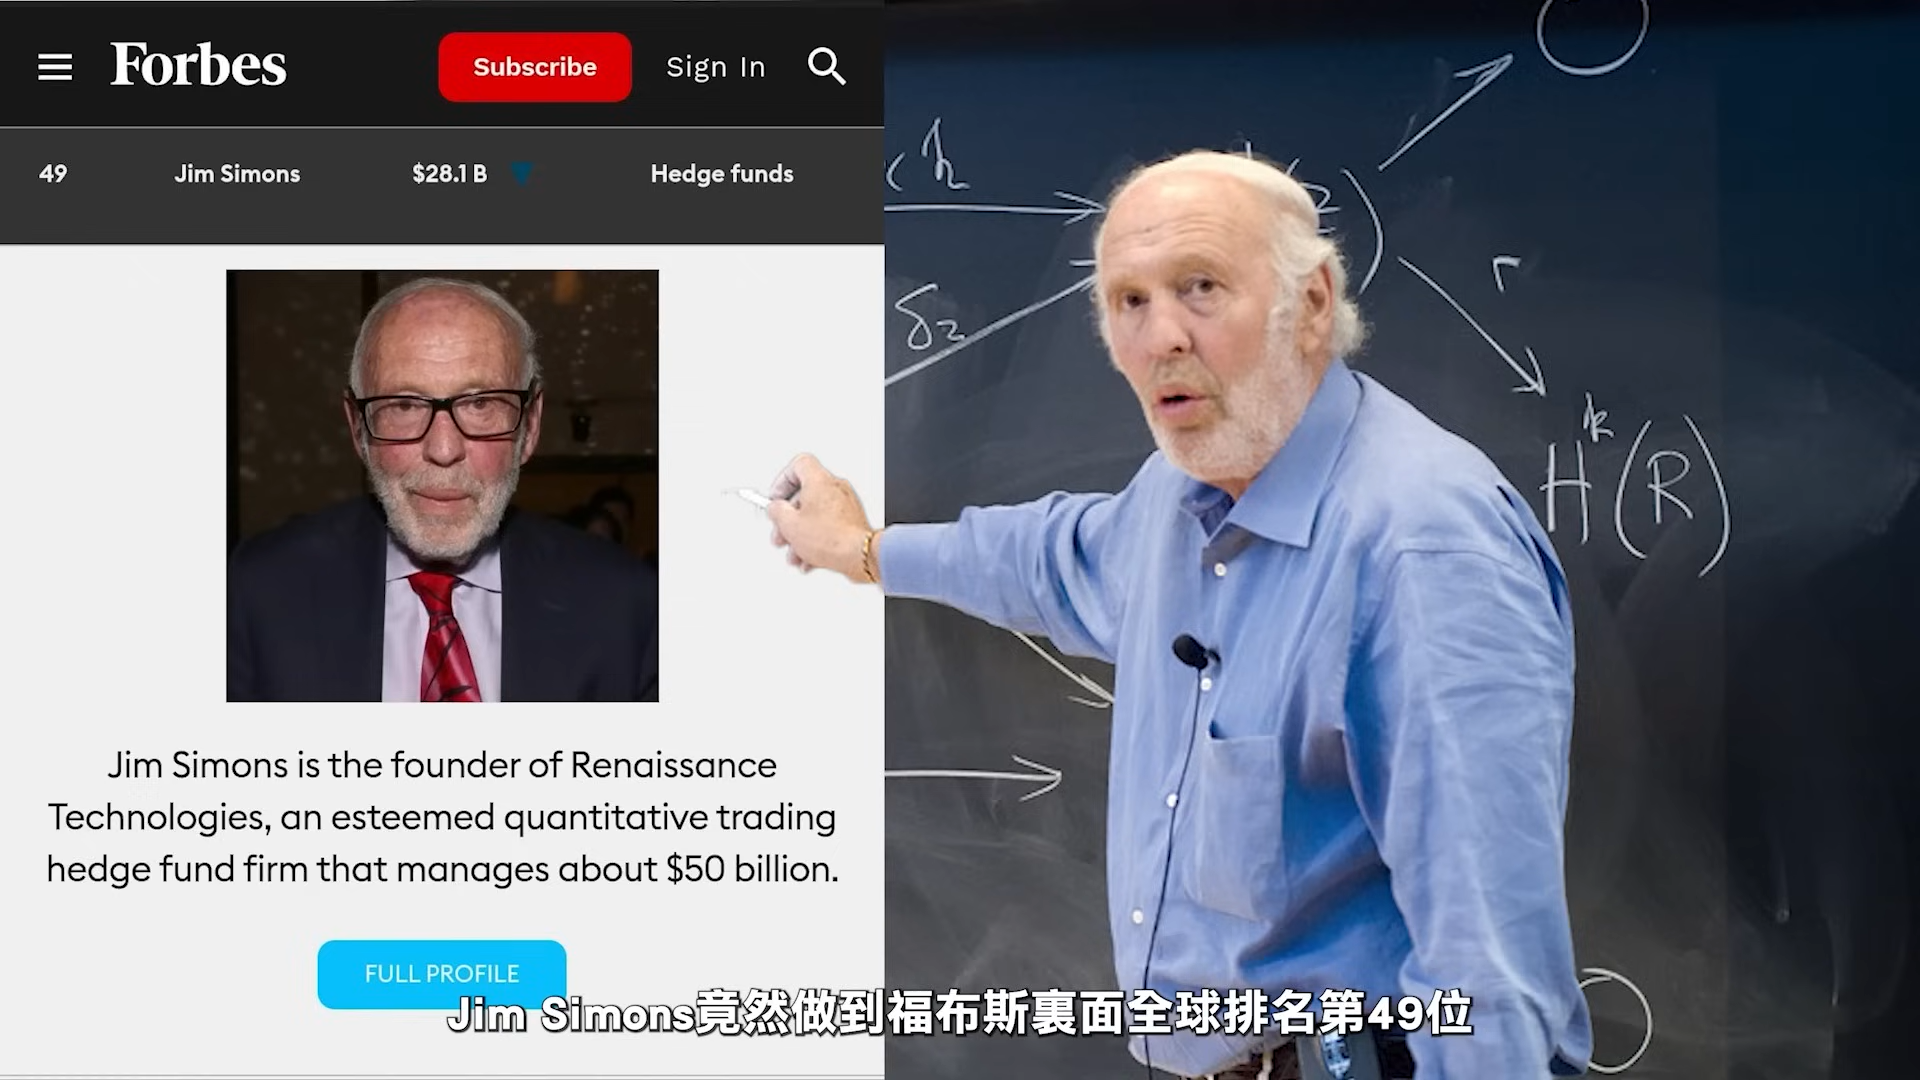 Forbes
Subscribe
Sign In
49 Jim Simons $28.1 B Hedge funds
Jim Simons is the founder of Renaissance
Technologies, an esteemed quantitative trading
hedge fund firm that manages about $50 billion.
FULL PROFILE
h
δ2
r
H^k(R)
Jim Simons竟然做到福布斯裏面全球排名第49位